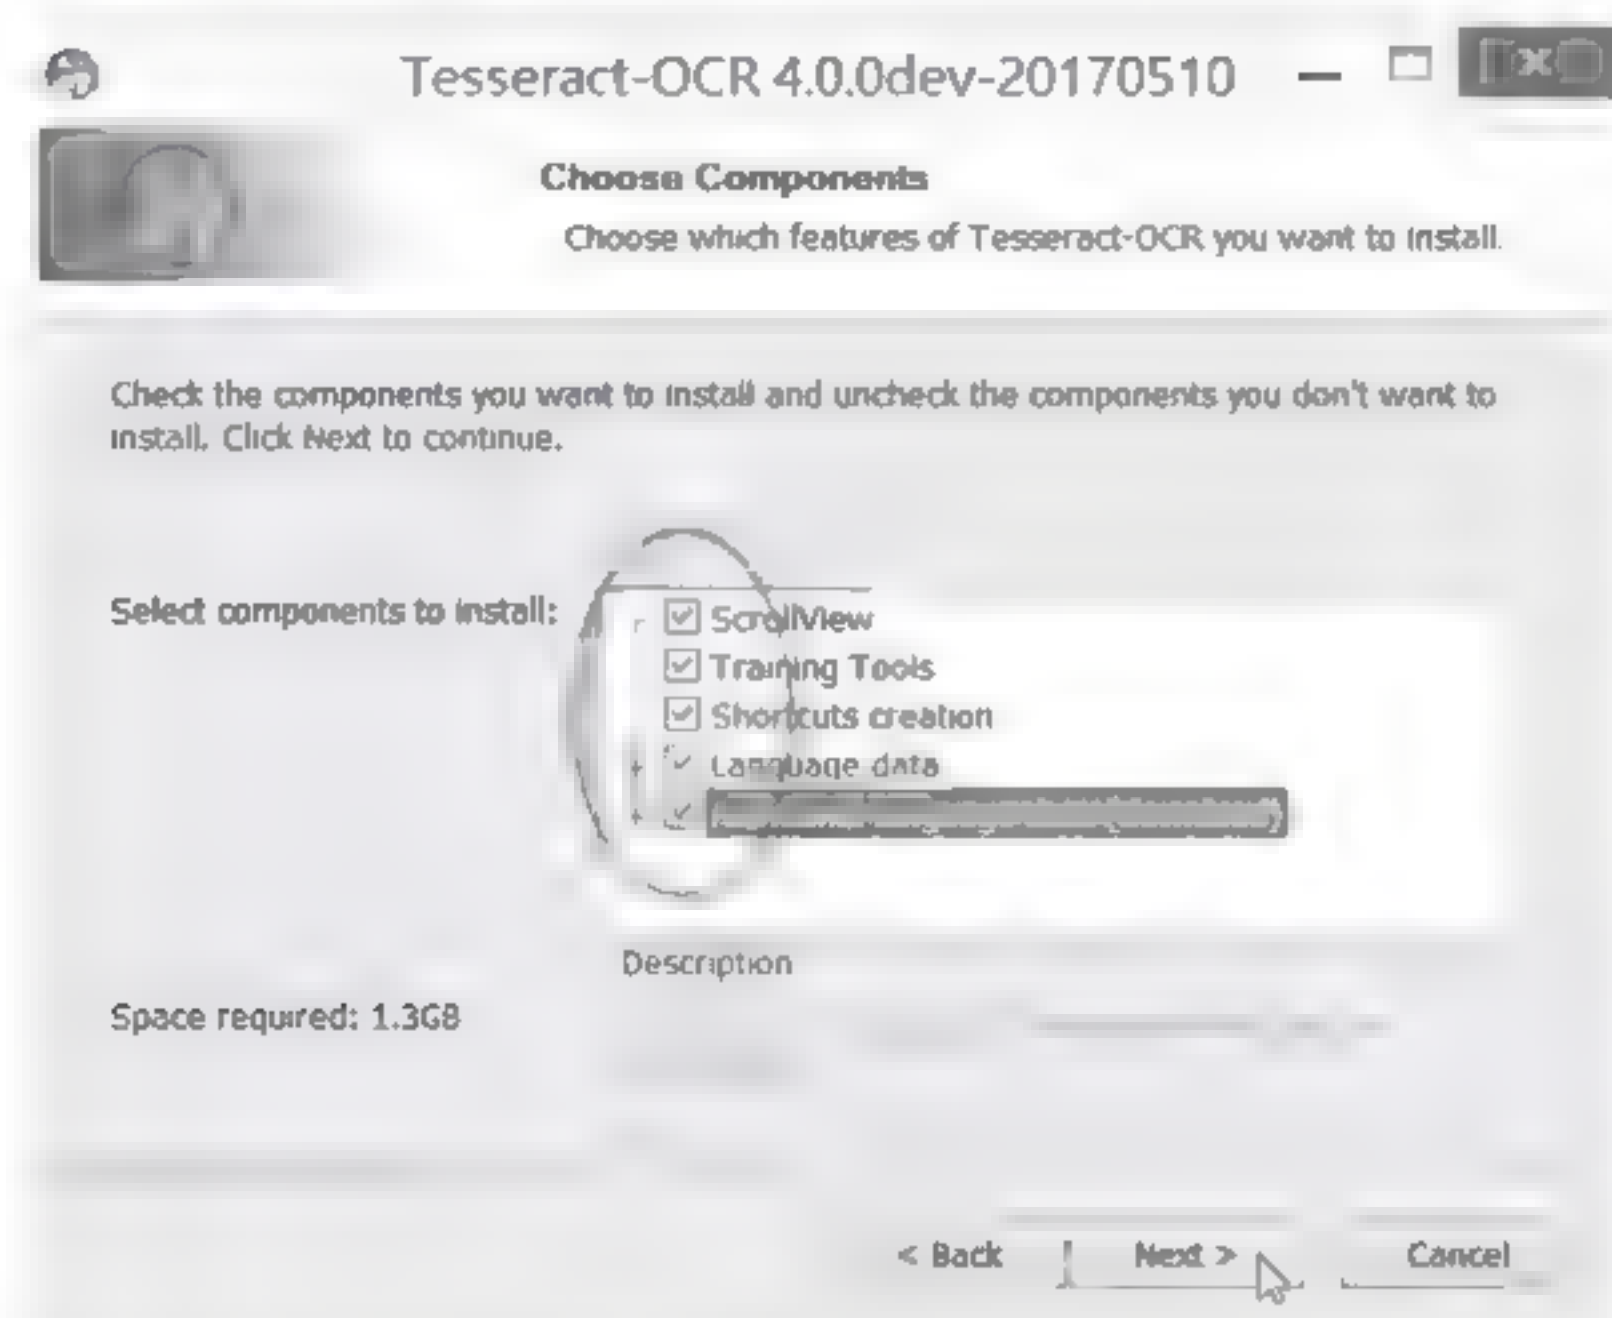 Tesseract-OCR 4.0.0dev-20170510
Choose Components
Choose which features of Tesseract-OCR you want to install.
Check the components you want to install and uncheck the components you don't want to
install. Click Next to continue.
Select components to install:
ScrollView
Training Tools
Shortcuts creation
Language data
Description
Space required: 1.3GB
< Back
Next >
Cancel